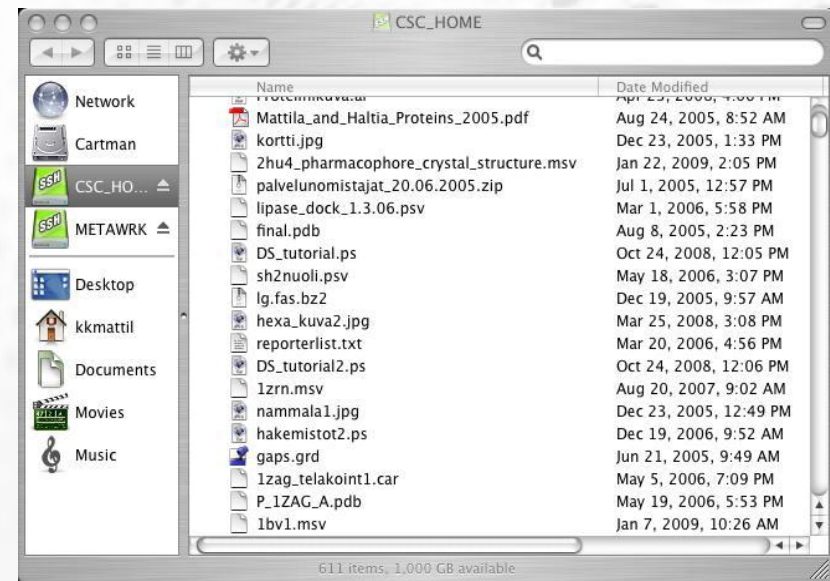 CSC_HOME
Name Date Modified
Network
Cartman
CSC_HO...
METAWRK
Desktop
kkmattil
Documents
Movies
Music
Mattila_and_Haltia_Proteins_2005.pdf Aug 24, 2005, 8:52 AM
kortti.jpg Dec 23, 2005, 1:33 PM
2hu4_pharmacophore_crystal_structure.msv Jan 22, 2009, 2:05 PM
palvelunomistajat_20.06.2005.zip Jul 1, 2005, 12:57 PM
lipase_dock_1.3.06.psv Mar 1, 2006, 5:58 PM
final.pdb Aug 8, 2005, 2:23 PM
DS_tutorial.ps Oct 24, 2008, 12:05 PM
sh2nuoli.psv May 18, 2006, 3:07 PM
lg.fas.bz2 Dec 19, 2005, 9:57 AM
hexa_kuva2.jpg Mar 25, 2008, 3:08 PM
reporterlist.txt Mar 20, 2006, 4:56 PM
DS_tutorial2.ps Oct 24, 2008, 12:06 PM
1zrn.msv Aug 20, 2007, 9:02 AM
nammala1.jpg Dec 23, 2005, 12:49 PM
hakemistot2.ps Dec 19, 2006, 9:52 AM
gaps.grd Jun 21, 2005, 9:49 AM
1zag_telakoint1.car May 5, 2006, 7:09 PM
P_1ZAG_A.pdb May 19, 2006, 5:53 PM
1bv1.msv Jan 7, 2009, 10:26 AM
611 items, 1,000 GB available